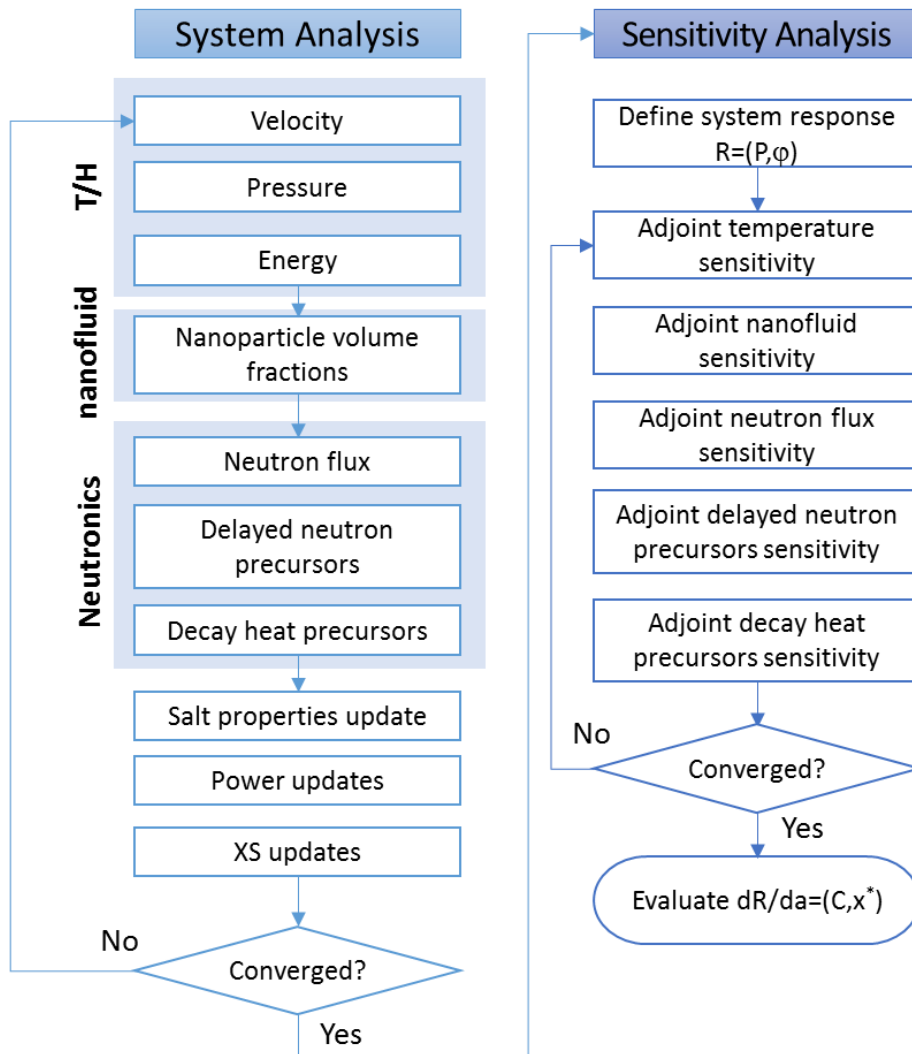 System Analysis
T/H
Velocity
Pressure
Energy
nanofluid
Nanoparticle volume
fractions
Neutronics
Neutron flux
Delayed neutron
precursors
Decay heat precursors
Salt properties update
Power updates
XS updates
No
Converged?
Yes
Sensitivity Analysis
Define system response
R=(P,φ)
Adjoint temperature
sensitivity
Adjoint nanofluid
sensitivity
Adjoint neutron flux
sensitivity
Adjoint delayed neutron
precursors sensitivity
Adjoint decay heat
precursors sensitivity
No
Converged?
Yes
Evaluate dR/da=(C,x*)